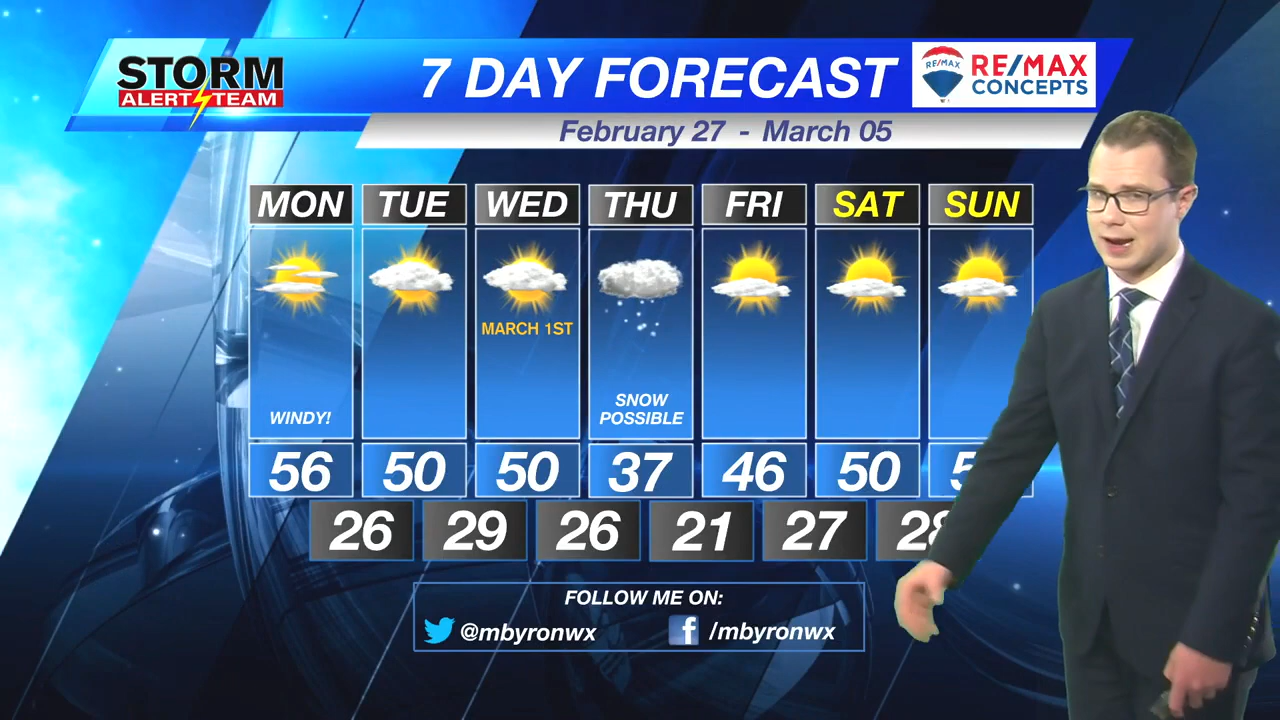 STORM
ALERT TEAM
7 DAY FORECAST
RE/MAX
RE/MAX
CONCEPTS
February 27 - March 05
MON TUE WED THU FRI SAT SUN
MARCH 1ST
WINDY!
SNOW
POSSIBLE
56 50 50 37 46 50
26 29 26 21 27 28
FOLLOW ME ON:
@mbyronwx /mbyronwx